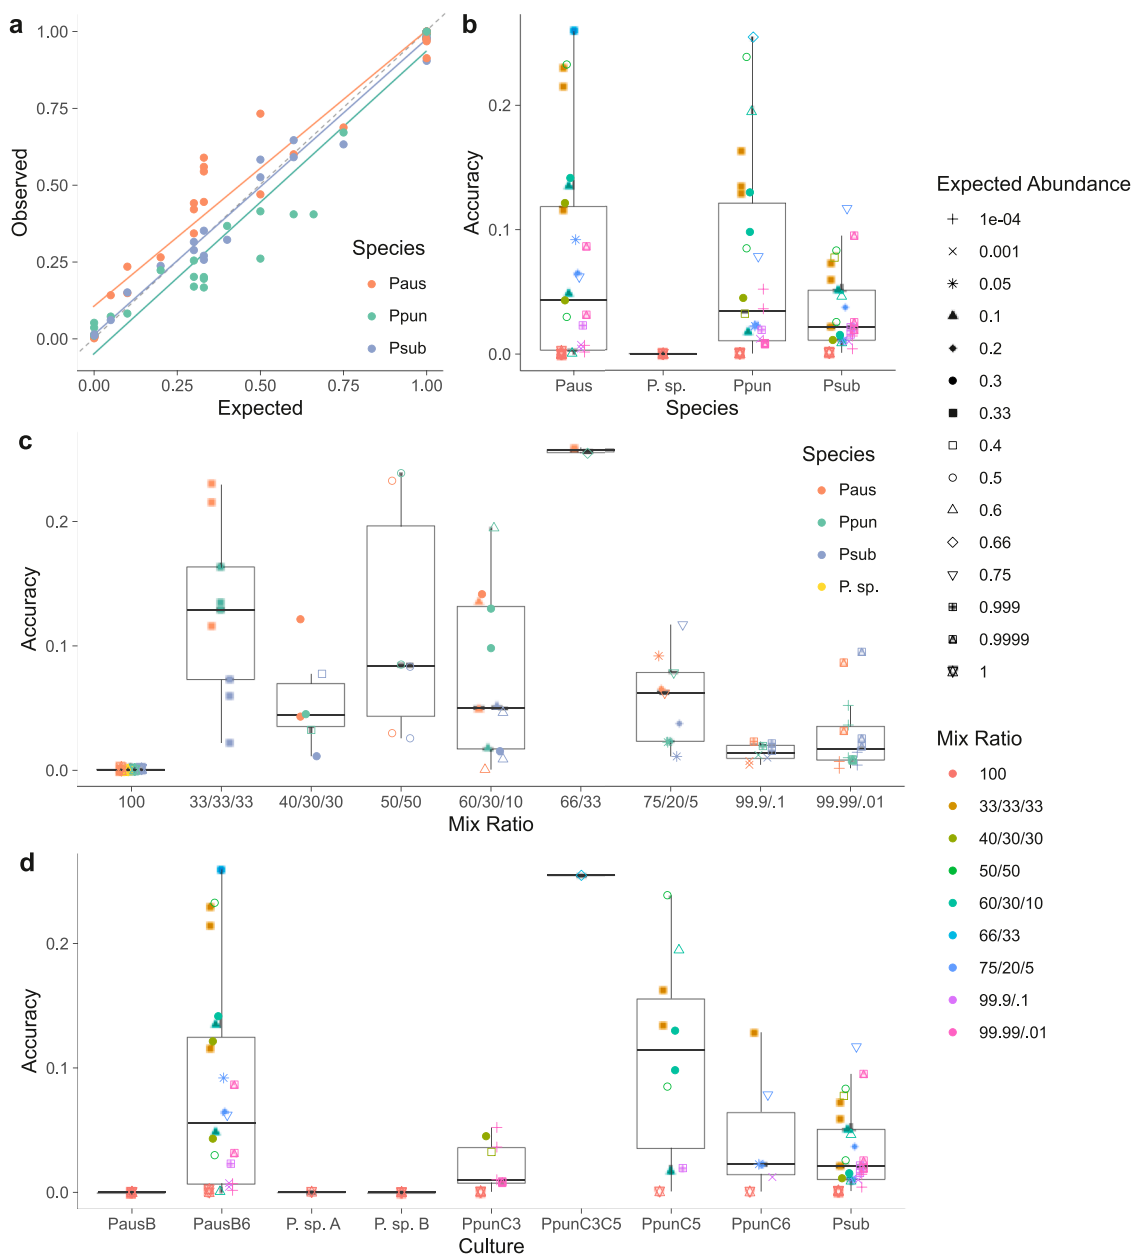 a
1.00
0.75
0.50
0.25
0.00
Observed
0.00 0.25 0.50 0.75 1.00
Expected
Species
Paus
Ppun
Psub
b
0.2
0.1
0.0
Accuracy
Paus P. sp. Ppun Psub
Species
Expected Abundance
1e-04
0.001
0.05
0.1
0.2
0.3
0.33
0.4
0.5
0.6
0.66
0.75
0.999
0.9999
1
c
0.2
0.1
0.0
Accuracy
100 33/33/33 40/30/30 50/50 60/30/10 66/33 75/20/5 99.9/.1 99.99/.01
Mix Ratio
Species
Paus
Ppun
Psub
P. sp.
Mix Ratio
100
33/33/33
40/30/30
50/50
60/30/10
66/33
75/20/5
99.9/.1
99.99/.01
d
0.2
0.1
0.0
Accuracy
PausB PausB6 P. sp. A P. sp. B PpunC3 PpunC3C5 PpunC5 PpunC6 Psub
Culture